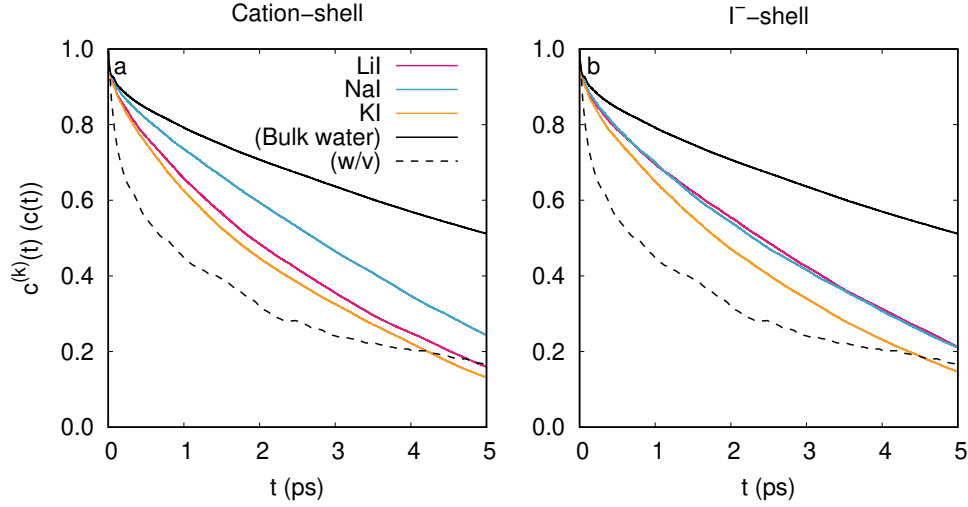 Cation−shell
I⁻−shell
a
LiI
NaI
KI
(Bulk water)
(w/v)
b
1.0
0.8
0.6
0.4
0.2
0.0
c⁽ᵏ⁾(t) (c(t))
0 1 2 3 4 5
0 1 2 3 4 5
1.0
0.8
0.6
0.4
0.2
0.0
t (ps)
t (ps)